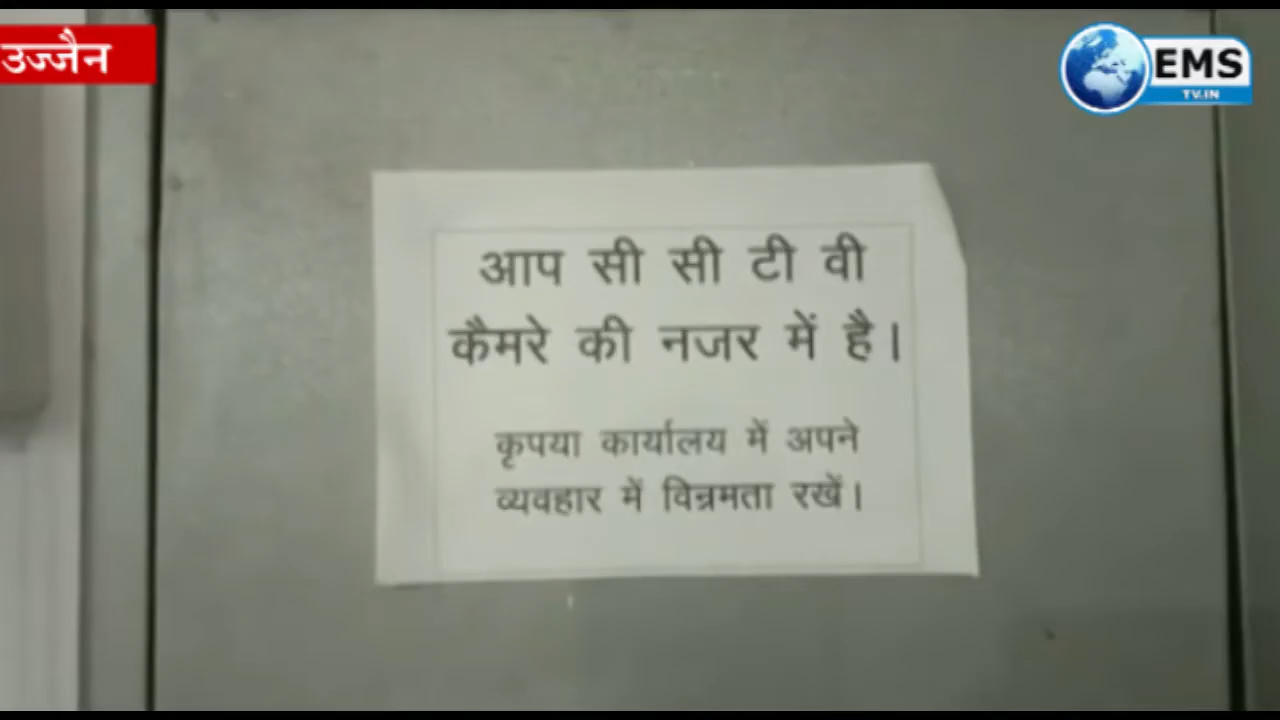 उज्जैन
EMS
TV.IN
आप सी सी टी वी
कैमरे की नजर में है।
कृपया कार्यालय में अपने
व्यवहार में विन्रमता रखें।